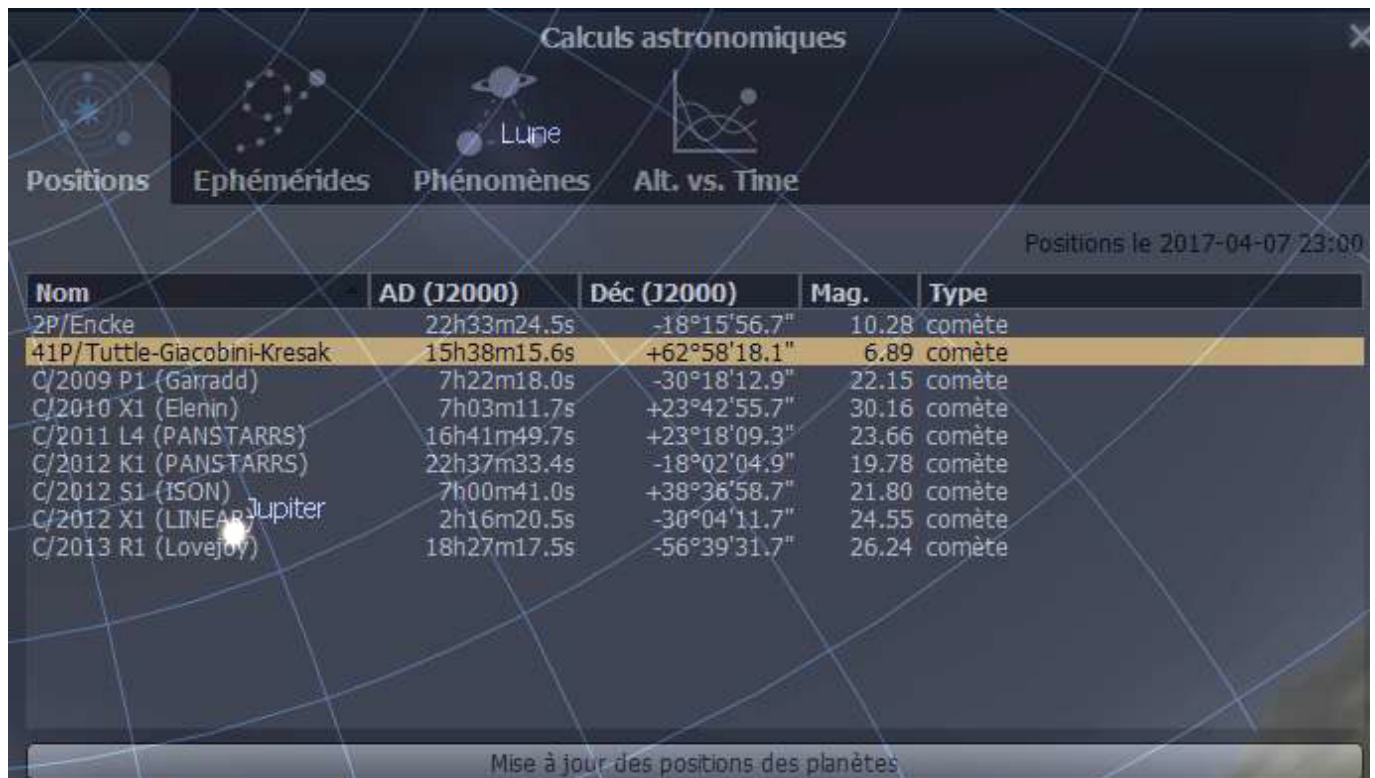 Calculs astronomiques
Lune
Positions Ephémérides Phénomènes Alt. vs. Time
Positions le 2017-04-07 23:00
Nom AD (J2000) Déc (J2000) Mag. Type
2P/Encke 22h33m24.5s -18°15'56.7" 10.28 comète
41P/Tuttle-Giacobini-Kresak 15h38m15.6s +62°58'18.1" 6.89 comète
C/2009 P1 (Garradd) 7h22m18.0s -30°18'12.9" 22.15 comète
C/2010 X1 (Elenin) 7h03m11.7s +23°42'55.7" 30.16 comète
C/2011 L4 (PANSTARRS) 16h41m49.7s +23°18'09.3" 23.66 comète
C/2012 K1 (PANSTARRS) 22h37m33.4s -18°02'04.9" 19.78 comète
C/2012 S1 (ISON) 7h00m41.0s +38°36'58.7" 21.80 comète
Jupiter
C/2012 X1 (LINEAR) 2h16m20.5s -30°04'11.7" 24.55 comète
C/2013 R1 (Lovejoy) 18h27m17.5s -56°39'31.7" 26.24 comète
Mise à jour des positions des planètes